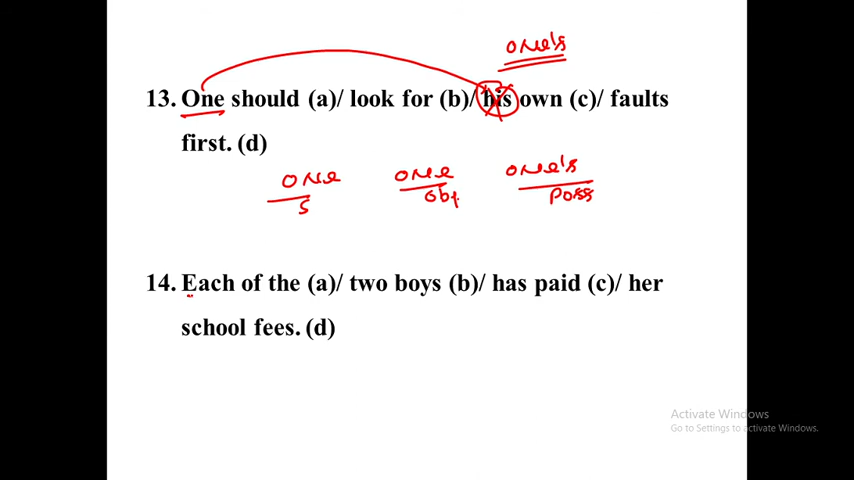 one's
13. One should (a)/ look for (b)/ his own (c)/ faults
first. (d)
one one one's
S obj. poss
14. Each of the (a)/ two boys (b)/ has paid (c)/ her
school fees. (d)
Activate Windows
Go to Settings to activate Windows.